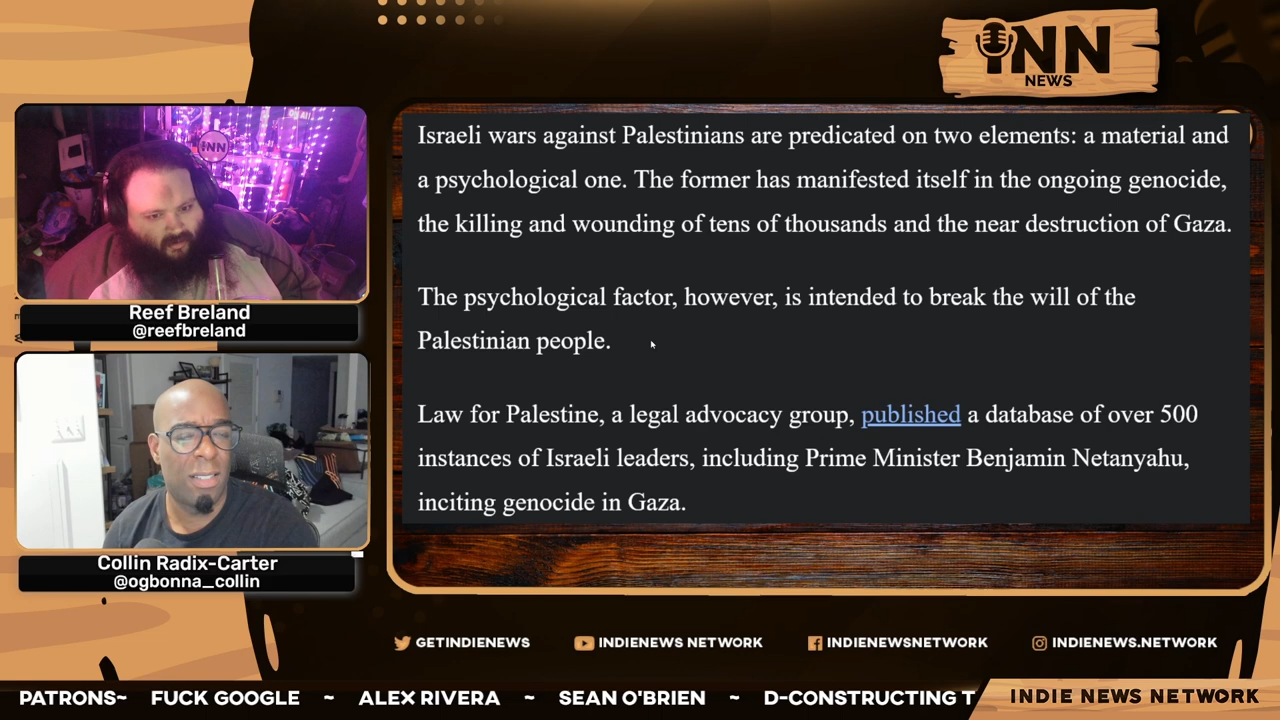 INN
NEWS
INN
Israeli wars against Palestinians are predicated on two elements: a material and
a psychological one. The former has manifested itself in the ongoing genocide,
the killing and wounding of tens of thousands and the near destruction of Gaza.
The psychological factor, however, is intended to break the will of the
Palestinian people.
Law for Palestine, a legal advocacy group, published a database of over 500
instances of Israeli leaders, including Prime Minister Benjamin Netanyahu,
inciting genocide in Gaza.
Reef Breland
@reefbreland
Collin Radix-Carter
@ogbonna_collin
GETINDIENEWS
INDIENEWS NETWORK
INDIENEWSNETWORK
INDIENEWS.NETWORK
PATRONS~ FUCK GOOGLE ~ ALEX RIVERA ~ SEAN O'BRIEN ~ D-CONSTRUCTING T
INDIE NEWS NETWORK